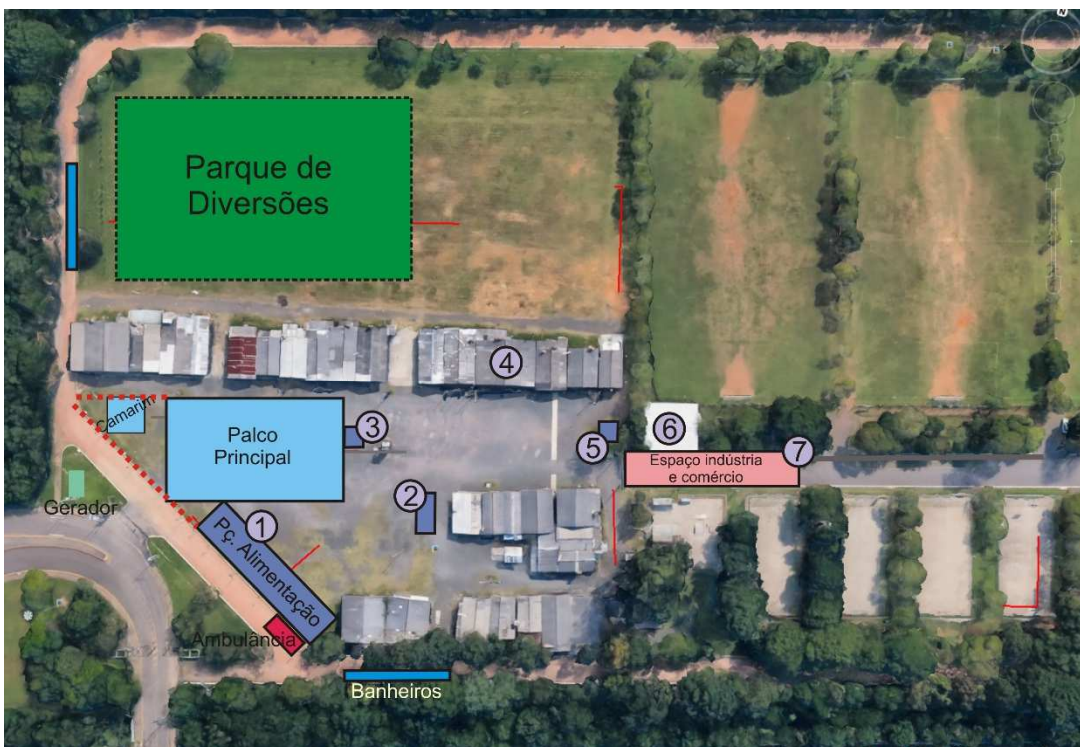 N
Parque de
Diversões
4
Camarim
Palco
Principal
3
5
6
7
Espaço indústria
e comércio
Gerador
1
2
Pç. Alimentação
Ambulância
Banheiros